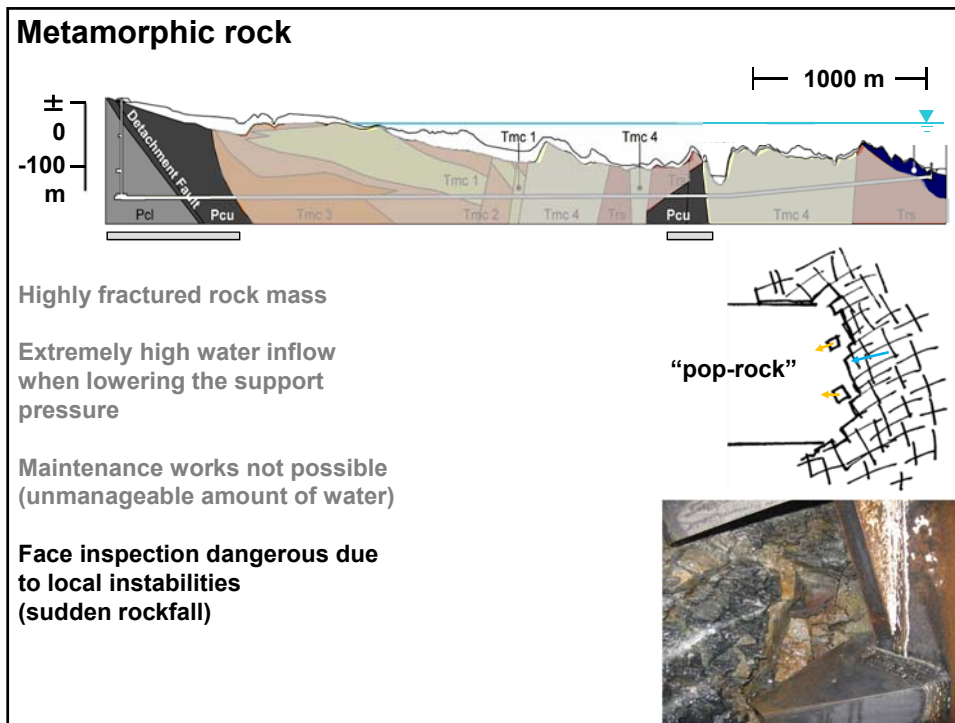 Metamorphic rock
1000 m
±
0
-100
m
Detachment Fault
Tmc 1
Tmc 4
Tmc 1
Trs
Pcl
Pcu
Tmc 3
Tmc 2
Tmc 4
Trs
Pcu
Tmc 4
Trs
Highly fractured rock mass
Extremely high water inflow
when lowering the support
pressure
“pop-rock”
Maintenance works not possible
(unmanageable amount of water)
Face inspection dangerous due
to local instabilities
(sudden rockfall)